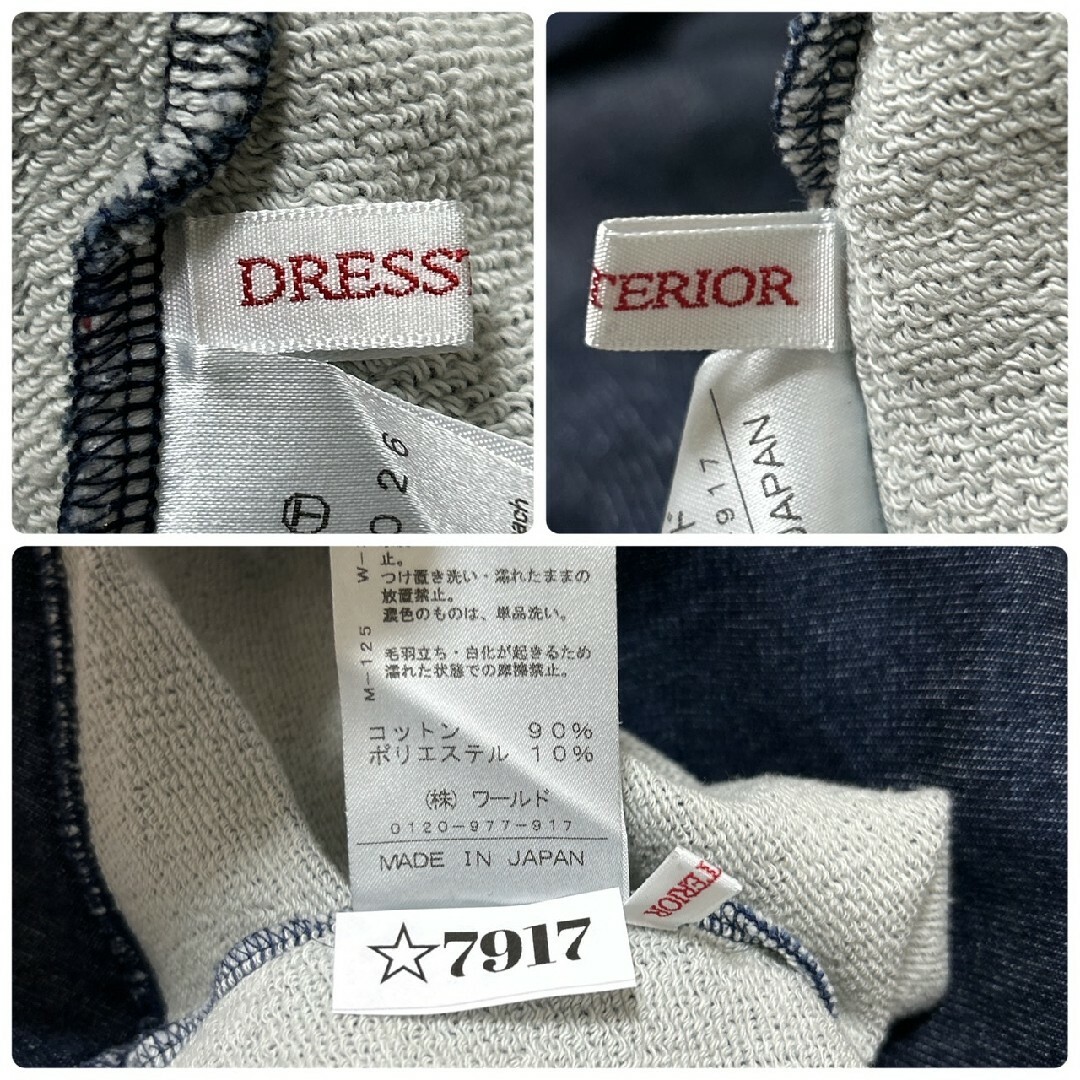 DRESST
Ⓣ
026
ach
TERIOR
917
JAPAN
止。
つけ置き洗い・濡れたままの
放置禁止。
濃色のものは、単品洗い。
毛羽立ち・白化が起きるため
濡れた状態での摩擦禁止。
W-
M-125
コットン 90%
ポリエステル 10%
(株) ワールド
0120-977-917
MADE IN JAPAN
TERIOR
☆7917